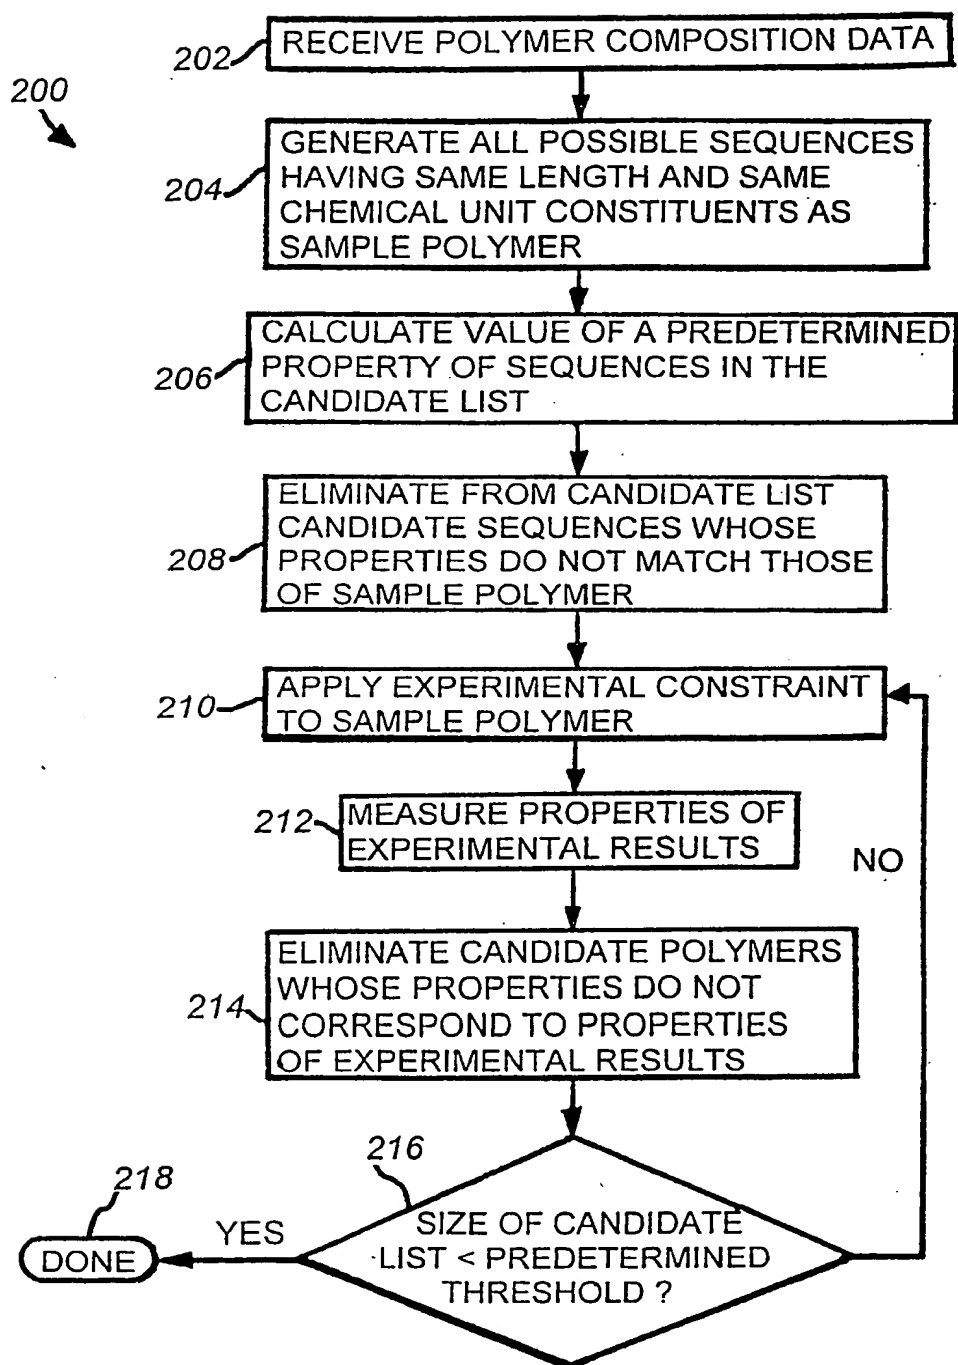 202
RECEIVE POLYMER COMPOSITION DATA
200
204
GENERATE ALL POSSIBLE SEQUENCES
HAVING SAME LENGTH AND SAME
CHEMICAL UNIT CONSTITUENTS AS
SAMPLE POLYMER
206
CALCULATE VALUE OF A PREDETERMINED
PROPERTY OF SEQUENCES IN THE
CANDIDATE LIST
208
ELIMINATE FROM CANDIDATE LIST
CANDIDATE SEQUENCES WHOSE
PROPERTIES DO NOT MATCH THOSE
OF SAMPLE POLYMER
210
APPLY EXPERIMENTAL CONSTRAINT
TO SAMPLE POLYMER
212
MEASURE PROPERTIES OF
EXPERIMENTAL RESULTS
NO
214
ELIMINATE CANDIDATE POLYMERS
WHOSE PROPERTIES DO NOT
CORRESPOND TO PROPERTIES
OF EXPERIMENTAL RESULTS
216
SIZE OF CANDIDATE
LIST < PREDETERMINED
THRESHOLD ?
YES
218
DONE